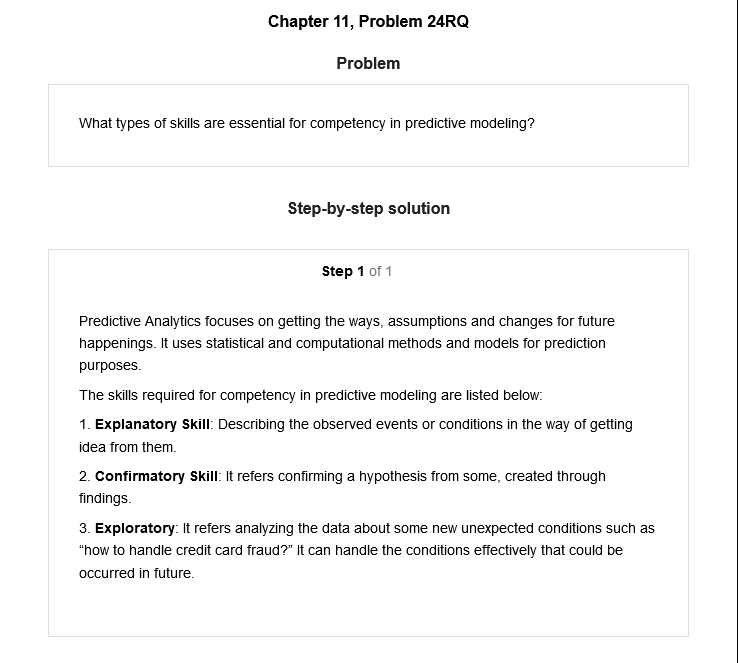 Chapter 11, Problem 24RQ
Problem
What types of skills are essential for competency in predictive modeling?
Step-by-step solution
Step 1 of 1
Predictive Analytics focuses on getting the ways, assumptions and changes for future
happenings. It uses statistical and computational methods and models for prediction
purposes.
The skills required for competency in predictive modeling are listed below:
1. Explanatory Skill: Describing the observed events or conditions in the way of getting
idea from them.
2. Confirmatory Skill: It refers confirming a hypothesis from some, created through
findings.
3. Exploratory: It refers analyzing the data about some new unexpected conditions such as
“how to handle credit card fraud?” It can handle the conditions effectively that could be
occurred in future.